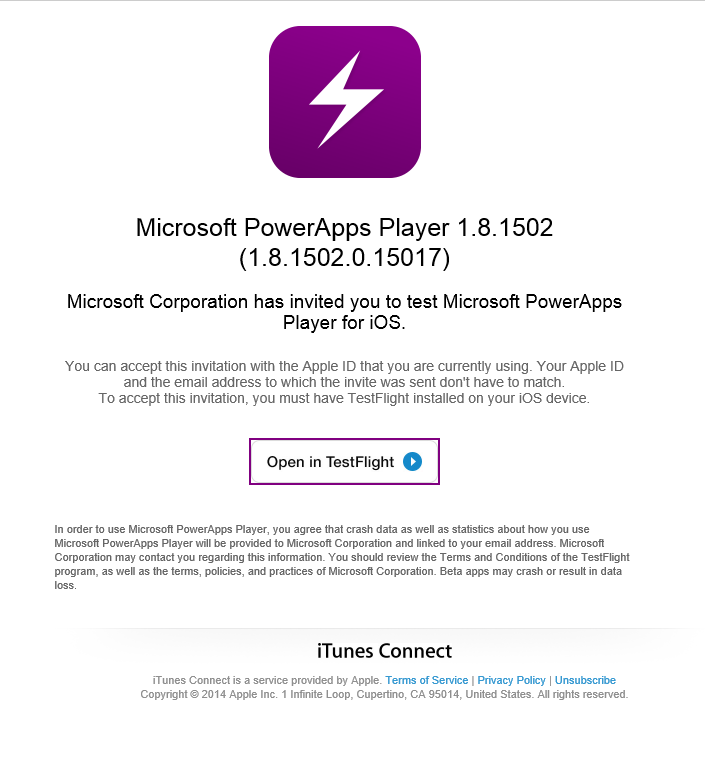 Microsoft PowerApps Player 1.8.1502
(1.8.1502.0.15017)
Microsoft Corporation has invited you to test Microsoft PowerApps
Player for iOS.
You can accept this invitation with the Apple ID that you are currently using. Your Apple ID
and the email address to which the invite was sent don't have to match.
To accept this invitation, you must have TestFlight installed on your iOS device.
Open in TestFlight
In order to use Microsoft PowerApps Player, you agree that crash data as well as statistics about how you use
Microsoft PowerApps Player will be provided to Microsoft Corporation and linked to your email address. Microsoft
Corporation may contact you regarding this information. You should review the Terms and Conditions of the TestFlight
program, as well as the terms, policies, and practices of Microsoft Corporation. Beta apps may crash or result in data
loss.
iTunes Connect
iTunes Connect is a service provided by Apple. Terms of Service | Privacy Policy | Unsubscribe
Copyright © 2014 Apple Inc. 1 Infinite Loop, Cupertino, CA 95014, United States. All rights reserved.